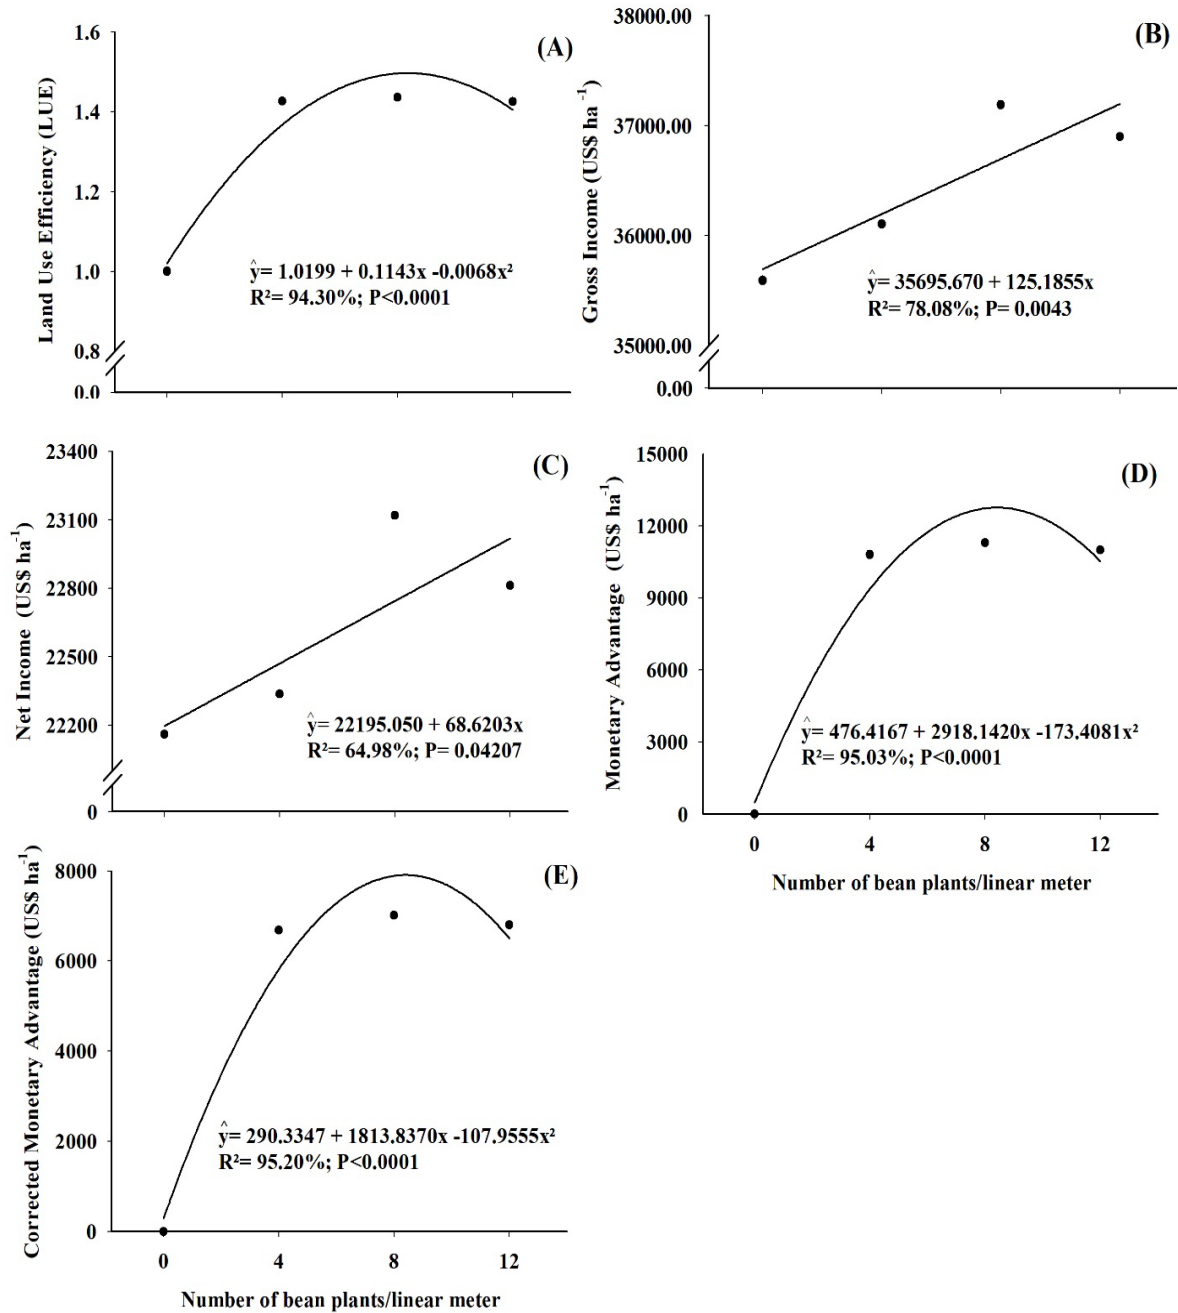 (A)
Land Use Efficiency (LUE)
1.6
1.4
1.2
1.0
0.8
0.0
ŷ= 1.0199 + 0.1143x -0.0068x²
R²= 94.30%; P<0.0001
(B)
Gross Income (US$ ha ⁻¹)
38000.00
37000.00
36000.00
35000.00
0.00
ŷ= 35695.670 + 125.1855x
R²= 78.08%; P= 0.0043
(C)
Net Income (US$ ha⁻¹)
23400
23100
22800
22500
22200
0
ŷ= 22195.050 + 68.6203x
R²= 64.98%; P= 0.04207
(D)
Monetary Advantage (US$ ha⁻¹)
15000
12000
9000
6000
3000
0
ŷ= 476.4167 + 2918.1420x -173.4081x²
R²= 95.03%; P<0.0001
0 4 8 12
Number of bean plants/linear meter
(E)
Corrected Monetary Advantage (US$ ha⁻¹)
8000
6000
4000
2000
0
ŷ= 290.3347 + 1813.8370x -107.9555x²
R²= 95.20%; P<0.0001
0 4 8 12
Number of bean plants/linear meter